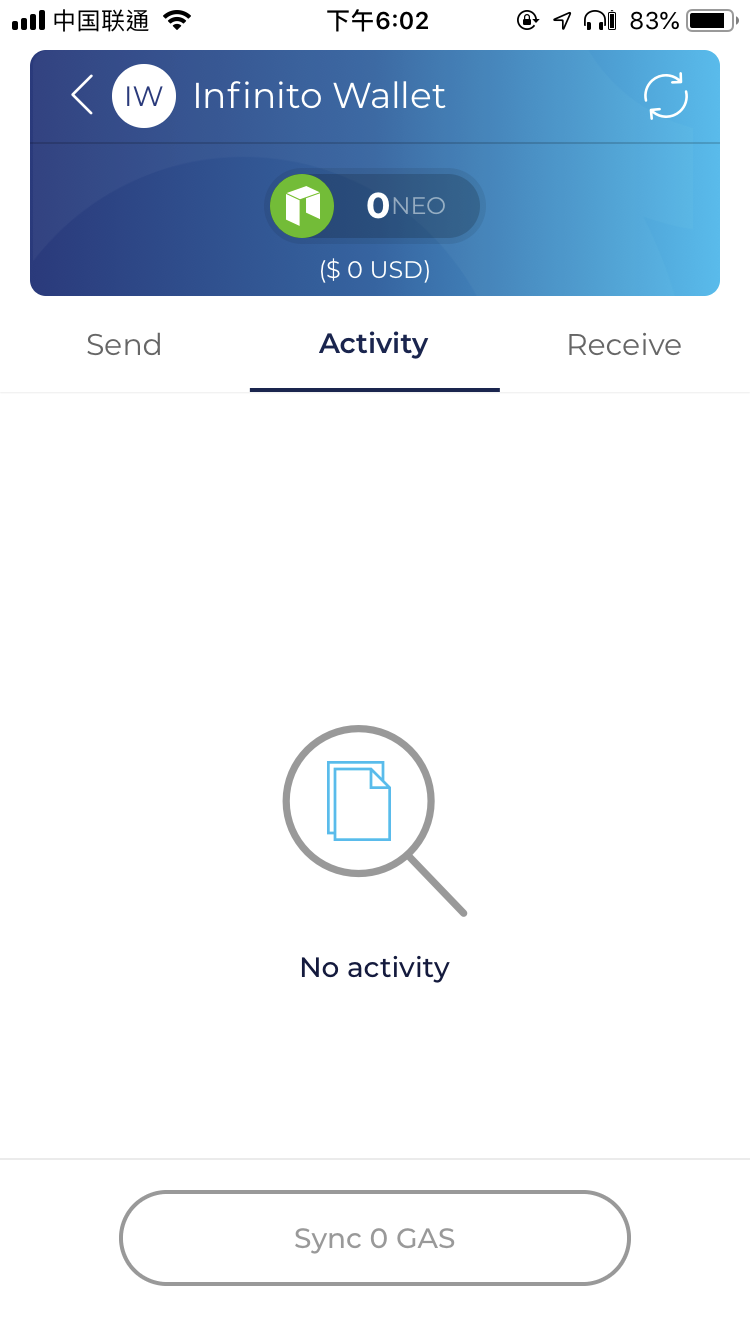 中国联通 下午6:02 83%
IW Infinito Wallet
0 NEO
($ 0 USD)
Send Activity Receive
No activity
Sync 0 GAS